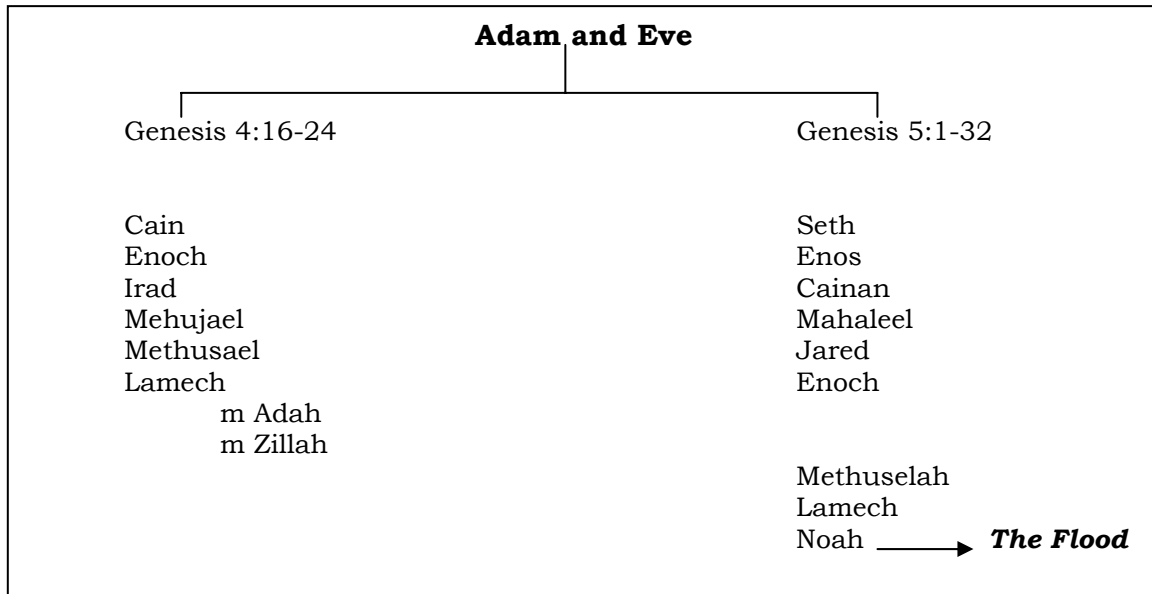 Adam and Eve
Genesis 4:16-24
Cain
Enoch
Irad
Mehujael
Methusael
Lamech
m Adah
m Zillah
Genesis 5:1-32
Seth
Enos
Cainan
Mahaleel
Jared
Enoch
Methuselah
Lamech
Noah
The Flood